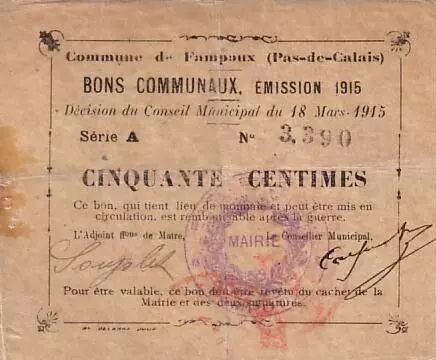 Commune de Fampoux (Pas-de-Calais)
BONS COMMUNAUX, EMISSION 1915
Décision du Conseil Municipal du 18 Mars 1915
Série A N° 3,390
CINQUANTE CENTIMES
Ce bon, qui tient lieu de monnaie et peut être mis en
circulation, est remboursable après la guerre.
L'Adjoint ffons de Maire, Le Conseiller Municipal,
MAIRIE
Pour être valable, ce bon doit être revêtu du cachet de la
Mairie et des deux signatures.